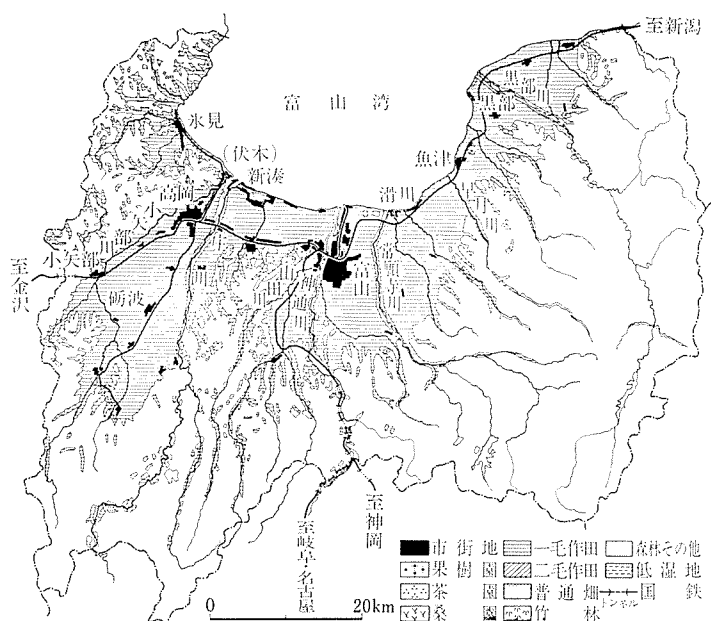 至新潟
黒部川
黒部
富山湾
氷見
魚津
(伏木)
新湊
滑川
早月川
高岡
小矢部川
小矢部
至金沢
砺波
庄川
山田川
神通川
富山
常願寺川
至神岡
至岐阜・名古屋
市街地
一毛作田
森林その他
果樹園
二毛作田
低湿地
茶園
普通畑
トンネル
国鉄
桑園
竹林
0 20km